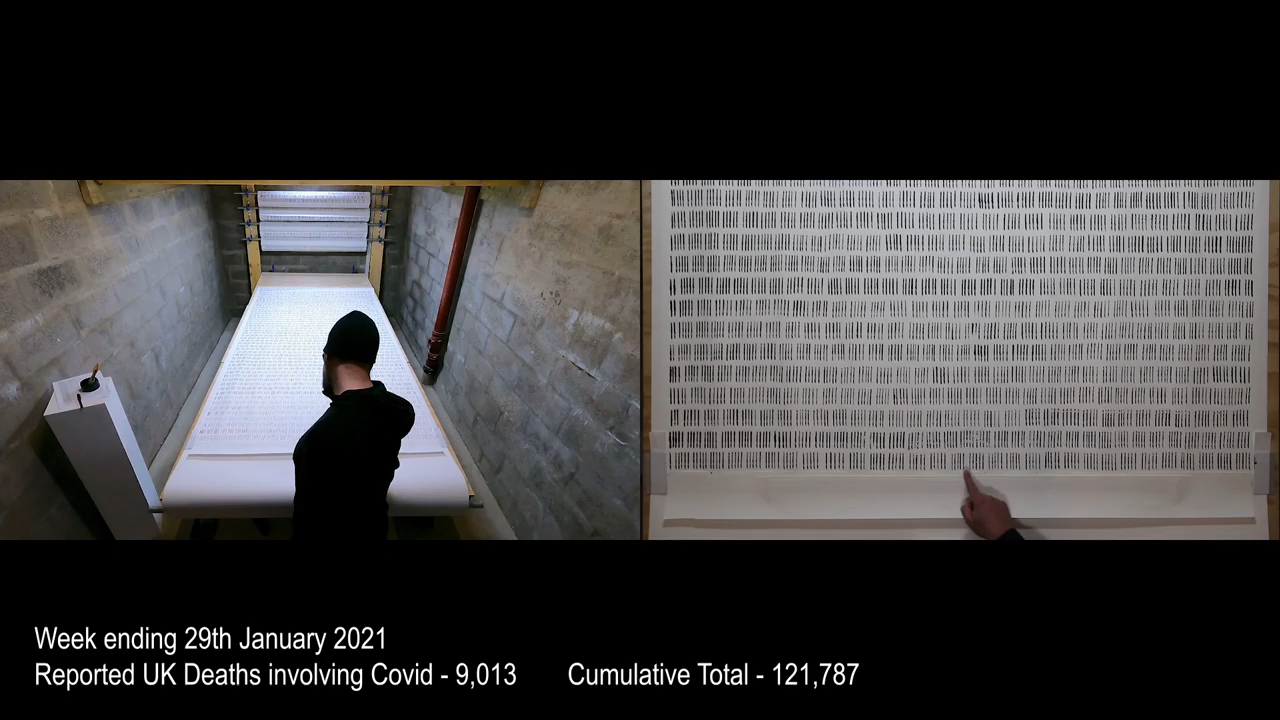 Week ending 29th January 2021
Reported UK Deaths involving Covid - 9,013 Cumulative Total - 121,787